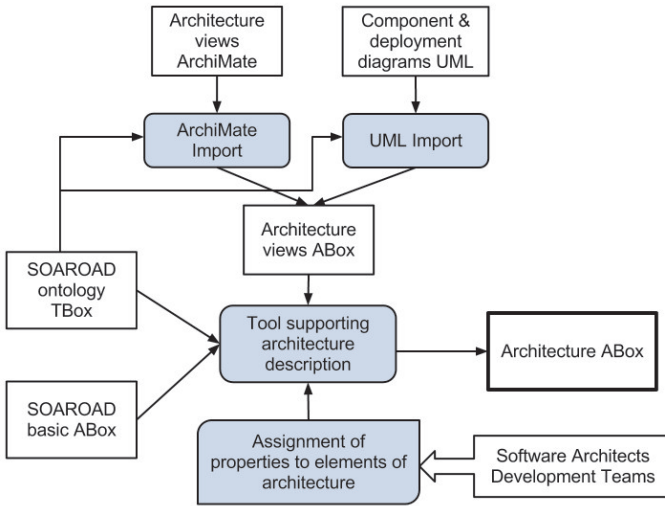 Architecture
views
ArchiMate
Component &
deployment
diagrams UML
ArchiMate
Import
UML Import
Architecture
views ABox
SOAROAD
ontology
TBox
Tool supporting
architecture
description
Architecture ABox
SOAROAD
basic ABox
Assignment of
properties to elements of
architecture
Software Architects
Development Teams